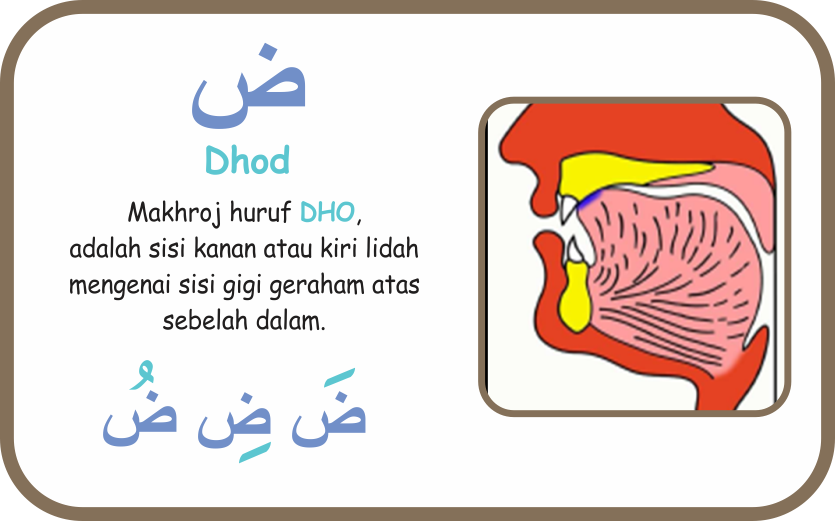 ض
Dhod
Makhroj huruf DHO,
adalah sisi kanan atau kiri lidah
mengenai sisi gigi geraham atas
sebelah dalam.
ضَ ضِ ضُ